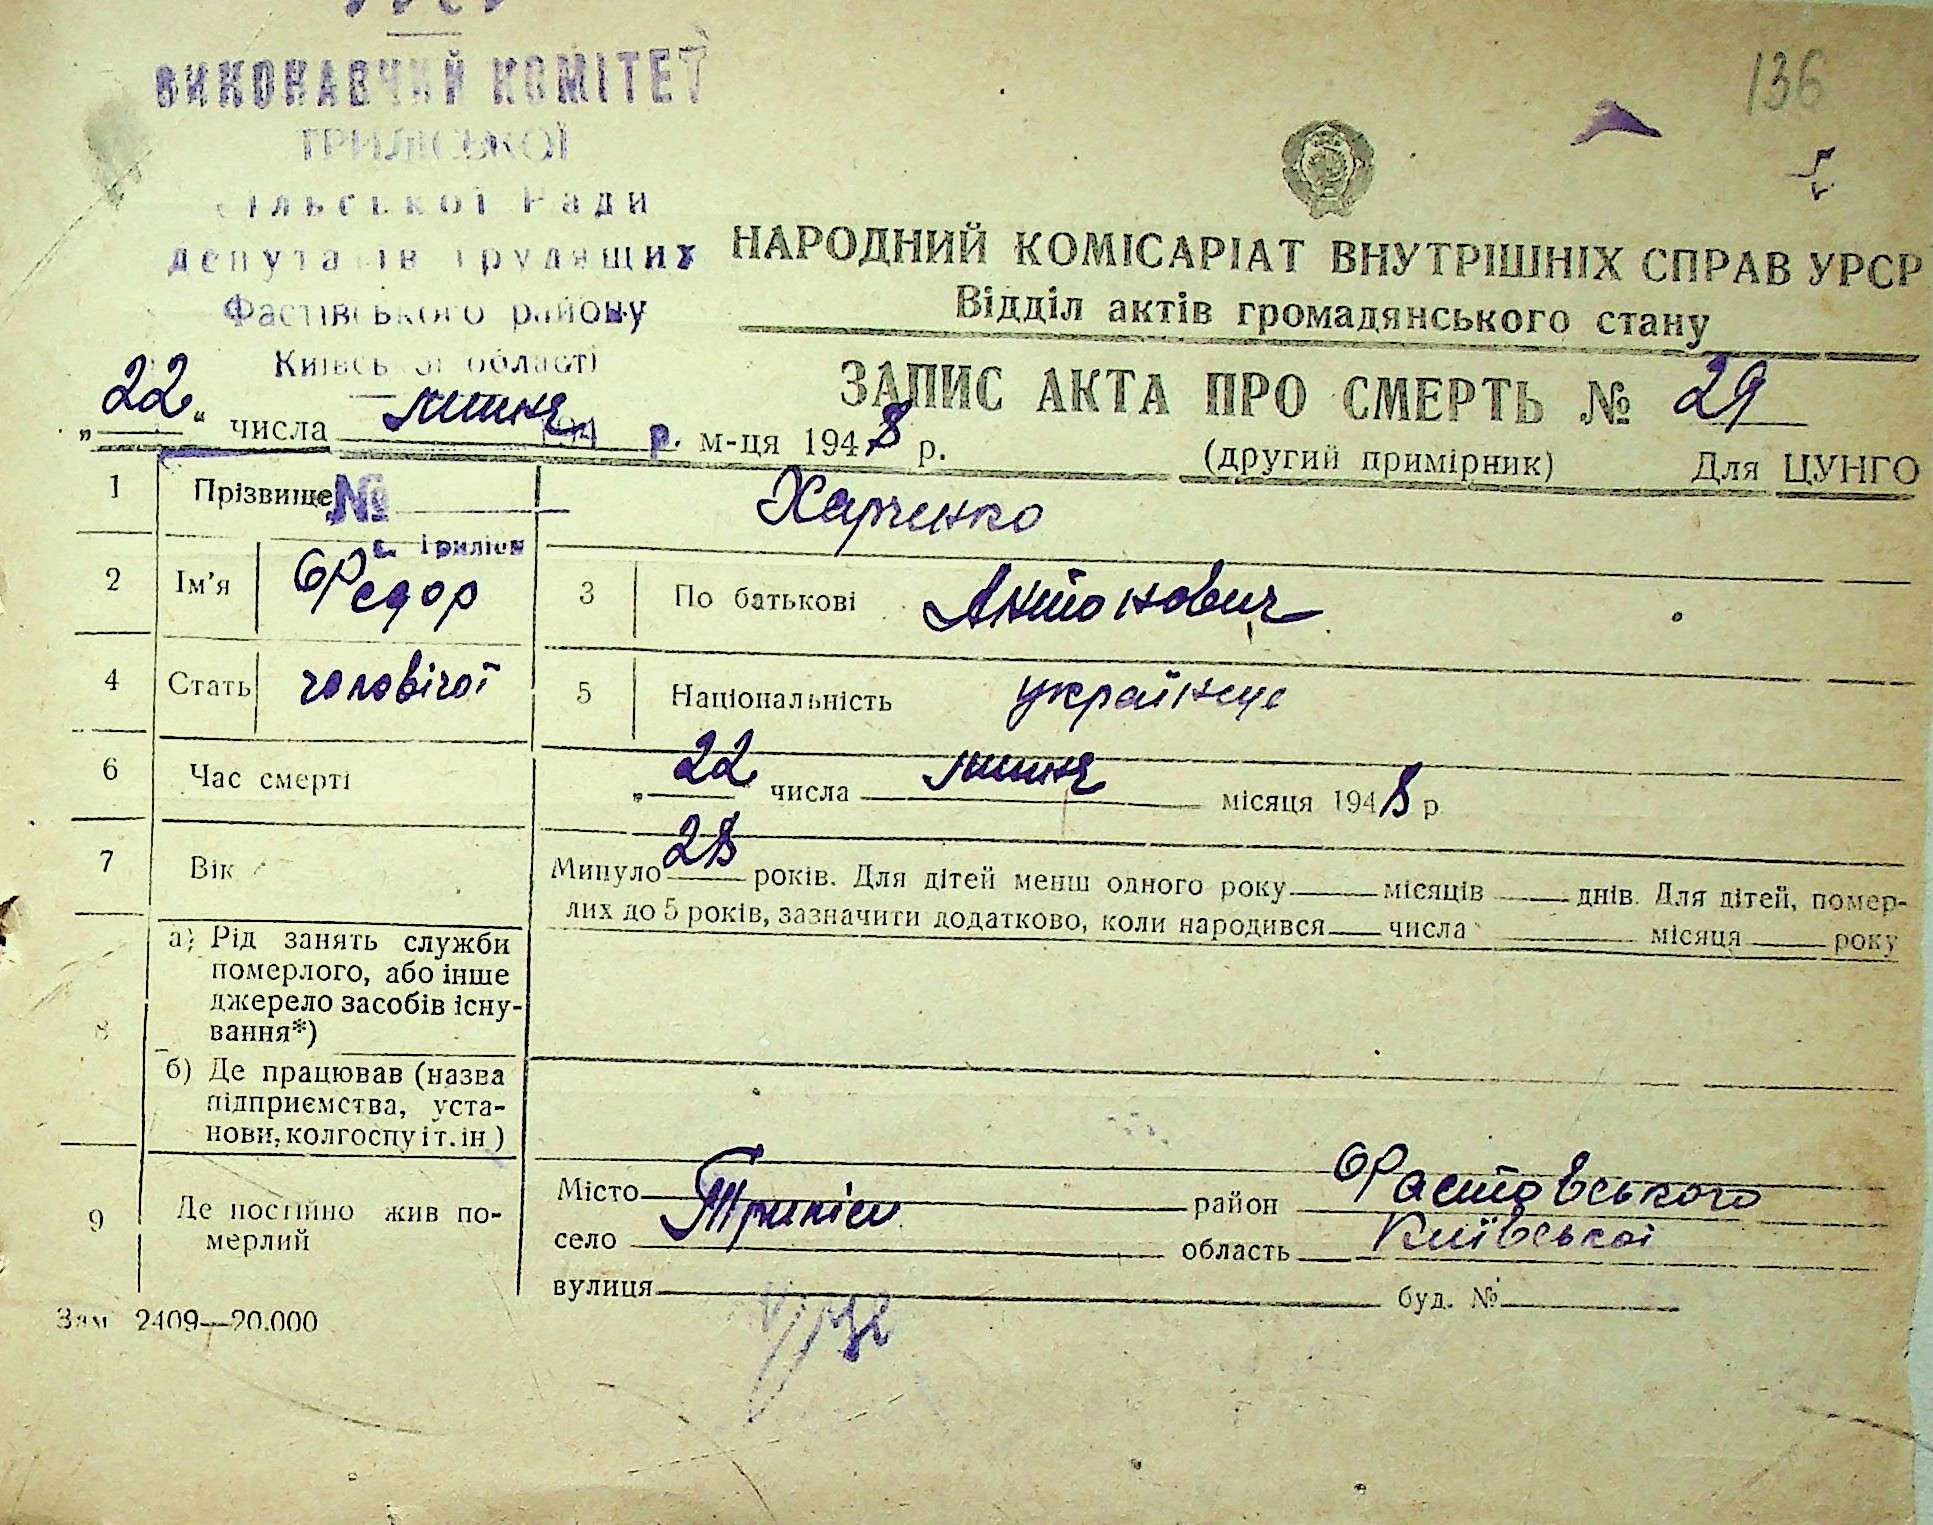 136
ВИКОНАВЧИЙ КОМІТЕТ
ТРИЛІСЬКОЇ
сільської Ради
депутатів трудящих
Фастівського району
Київської області
НАРОДНИЙ КОМІСАРІАТ ВНУТРІШНІХ СПРАВ УРСР
Відділ актів громадянського стану
ЗАПИС АКТА ПРО СМЕРТЬ № 29
„22“ числа липня 194 р. м-ця 1948 р.
(другий примірник) Для ЦУНГО
1 Прізвище № Харченко
с. Триліси
2 Ім'я Федор 3 По батькові Антонович
4 Стать чоловічої 5 Національність українец
6 Час смерті „22 числа липня місяця 1948 р
7 Вік Минуло 28 років. Для дітей менш одного року місяців днів. Для дітей, помер-
лих до 5 років, зазначити додатково, коли народився числа місяця року
8 а) Рід занять служби
померлого, або інше
джерело засобів існу-
вання*)
б) Де працював (назва
підприємства, уста-
нови, колгоспу і т. ін )
9 Де постійно жив по-
мерлий
Місто район Фастовського
село Триліси область Київської
вулиця буд. №
Зам 2409—20.000